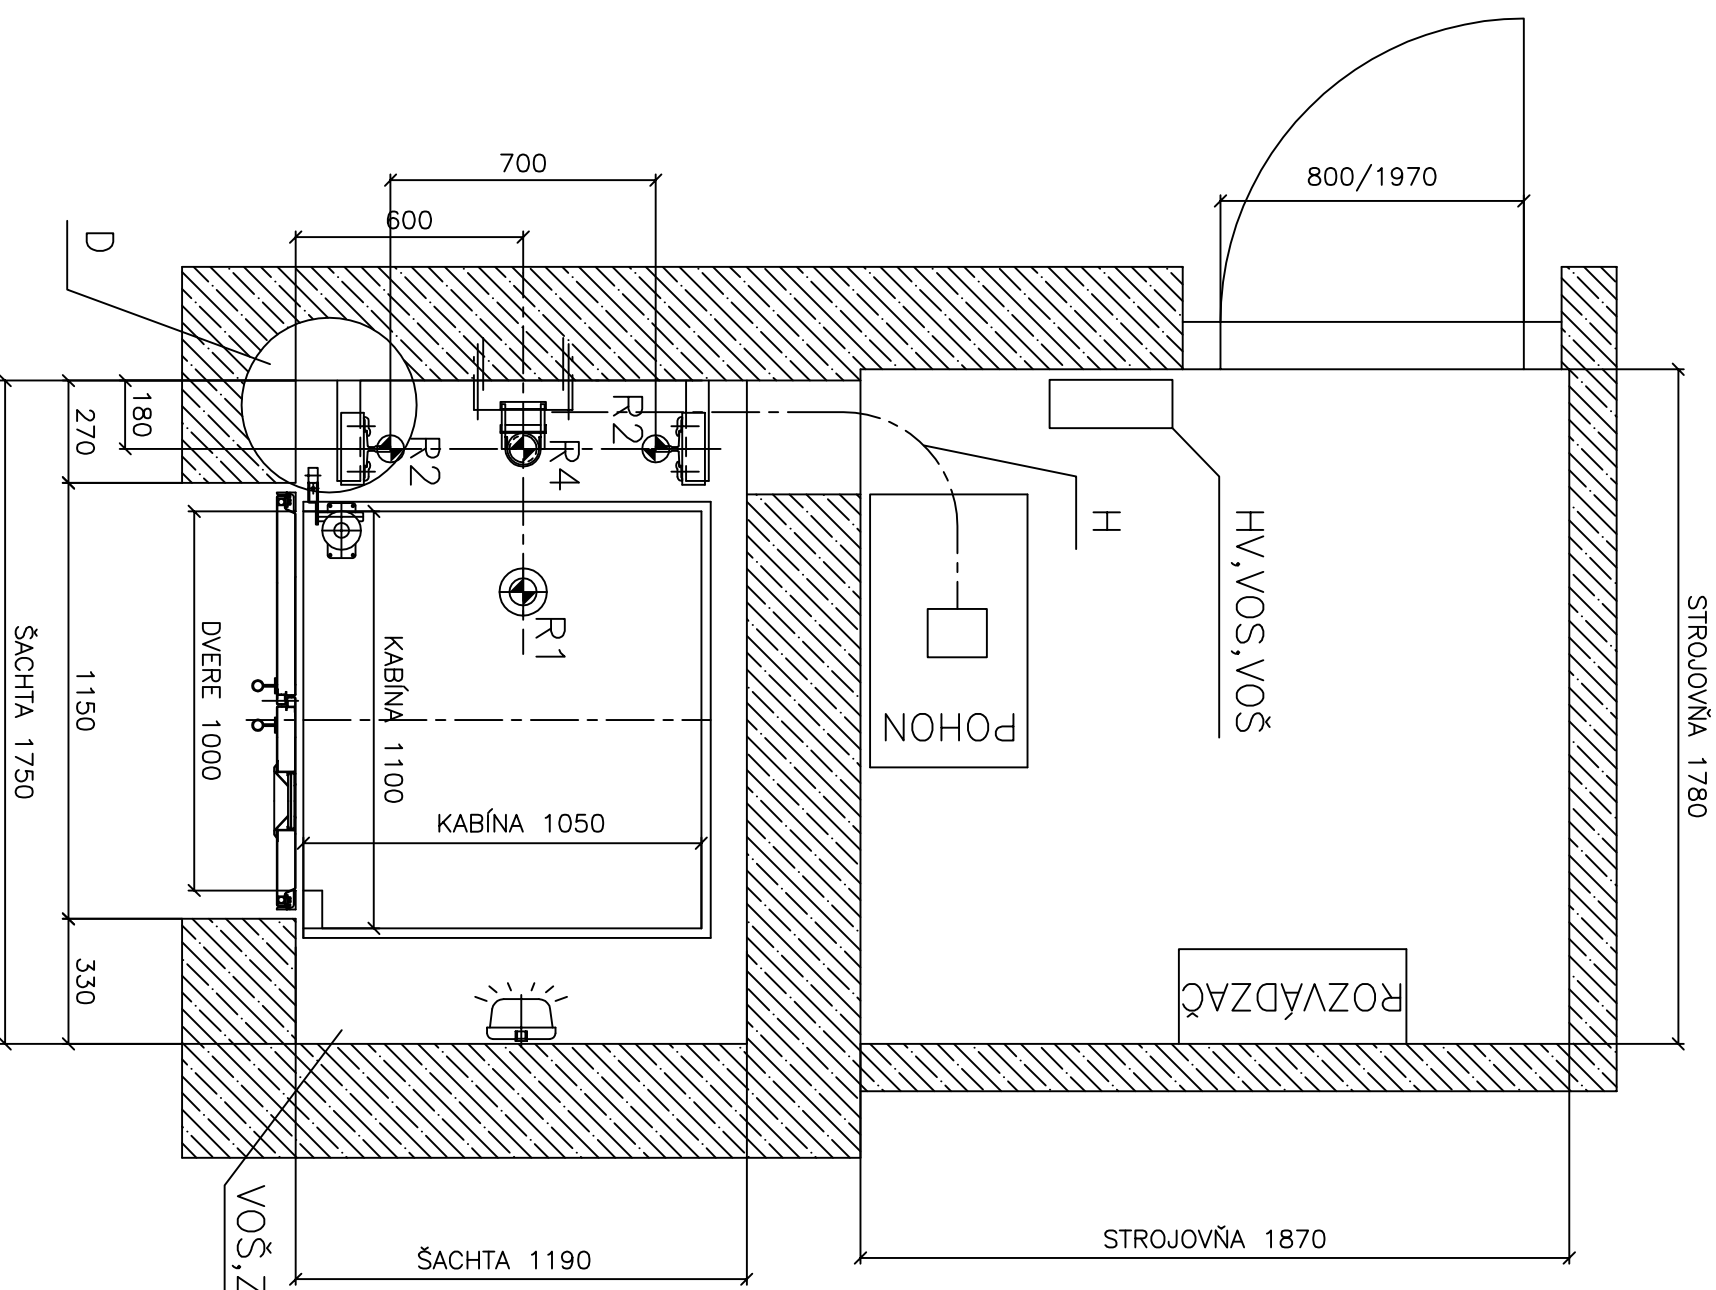 700
800/1970
600
D
270
180
R2
R4
R2
R1
H
HV,VOS,VOŠ
POHON
STROJOVŇA 1780
1150
ŠACHTA 1750
DVERE 1000
KABÍNA 1100
KABÍNA 1050
330
ROZVÁDZAČ
VOŠ,Z
STROJOVŇA 1870
ŠACHTA 1190